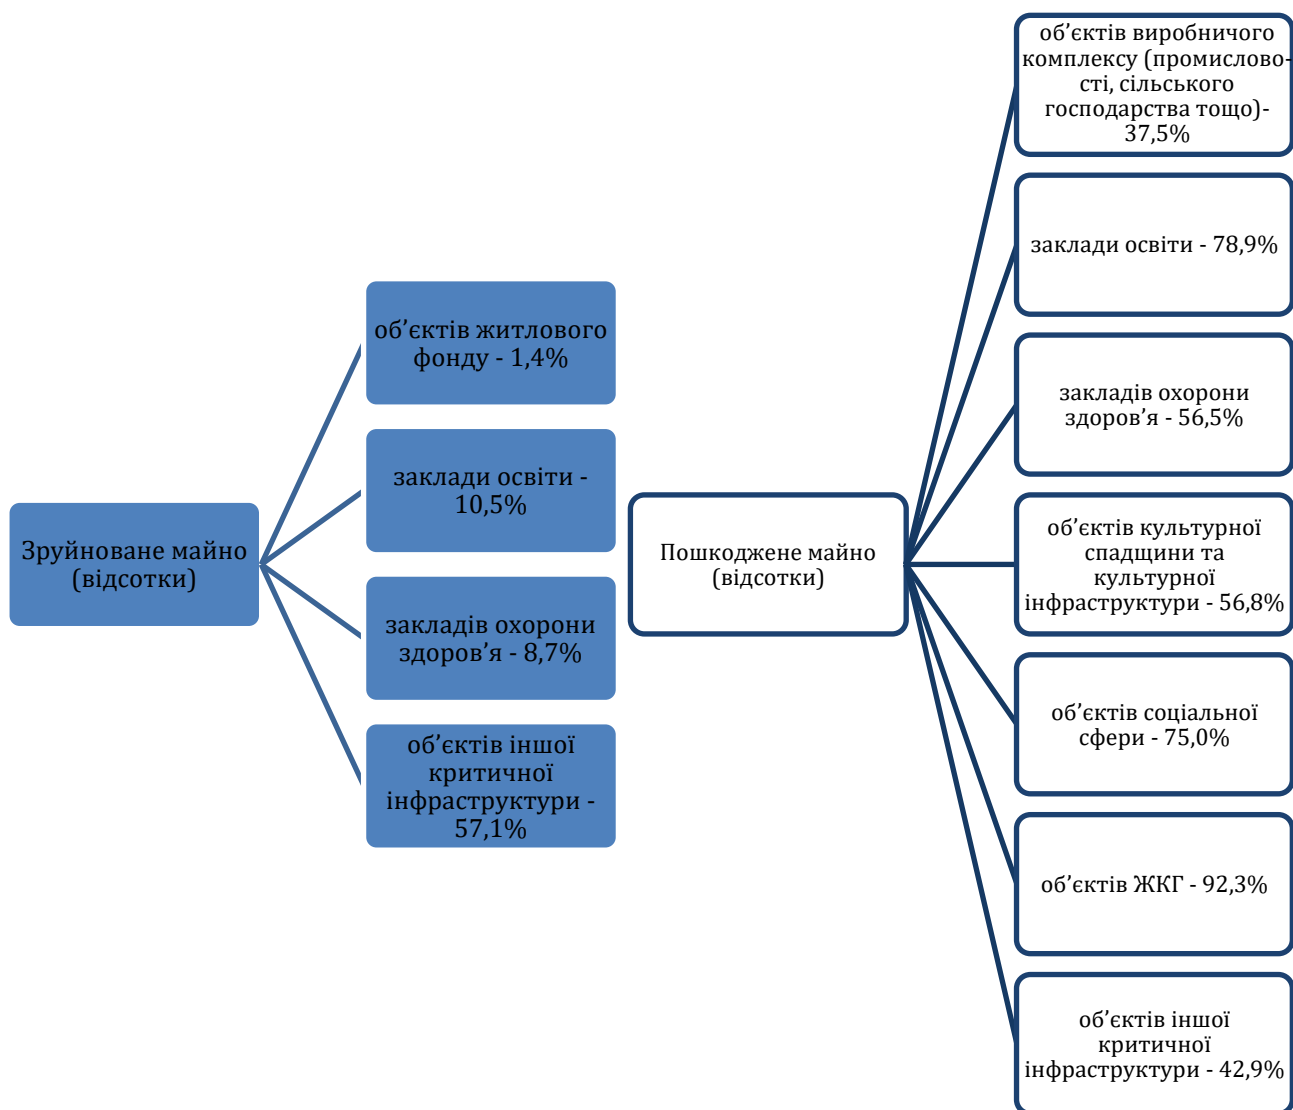 Зруйноване майно
(відсотки)
об’єктів житлового
фонду - 1,4%
заклади освіти -
10,5%
закладів охорони
здоров’я - 8,7%
об’єктів іншої
критичної
інфраструктури -
57,1%
Пошкоджене майно
(відсотки)
об’єктів виробничого
комплексу (промислово-
сті, сільського
господарства тощо)-
37,5%
заклади освіти - 78,9%
закладів охорони
здоров’я - 56,5%
об’єктів культурної
спадщини та
культурної
інфраструктури - 56,8%
об’єктів соціальної
сфери - 75,0%
об’єктів ЖКГ - 92,3%
об’єктів іншої
критичної
інфраструктури - 42,9%